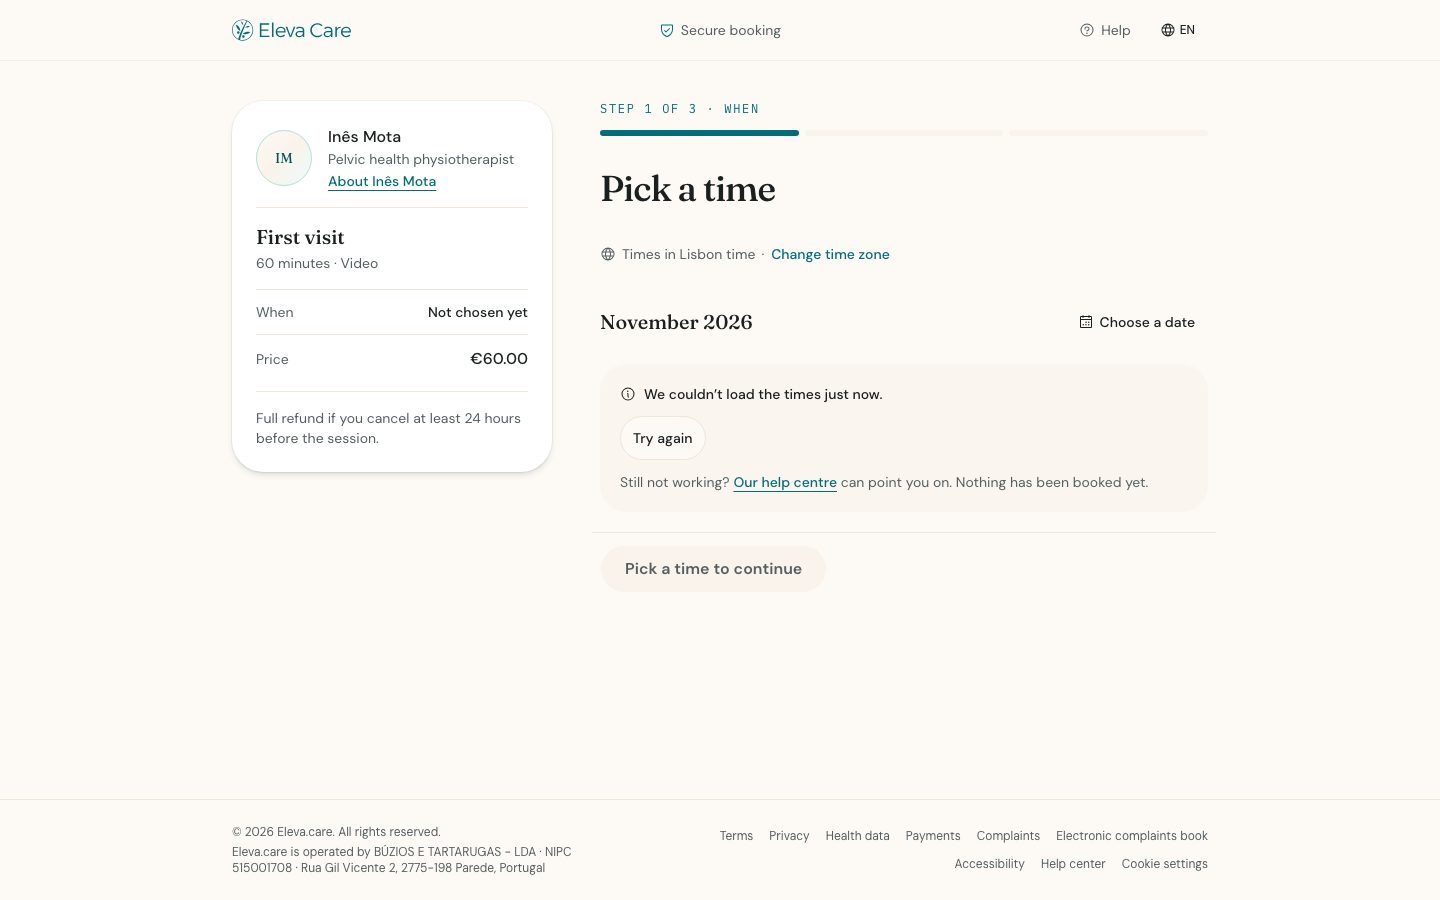 Eleva Care
Secure booking
Help
EN
IM
Inês Mota
Pelvic health physiotherapist
About Inês Mota
First visit
60 minutes · Video
When
Not chosen yet
Price
€60.00
Full refund if you cancel at least 24 hours
before the session.
STEP 1 OF 3 · WHEN
Pick a time
Times in Lisbon time · Change time zone
November 2026
Choose a date
We couldn’t load the times just now.
Try again
Still not working? Our help centre can point you on. Nothing has been booked yet.
Pick a time to continue
© 2026 Eleva.care. All rights reserved.
Eleva.care is operated by BÚZIOS E TARTARUGAS - LDA · NIPC
515001708 · Rua Gil Vicente 2, 2775-198 Parede, Portugal
Terms Privacy Health data Payments Complaints Electronic complaints book
Accessibility Help center Cookie settings